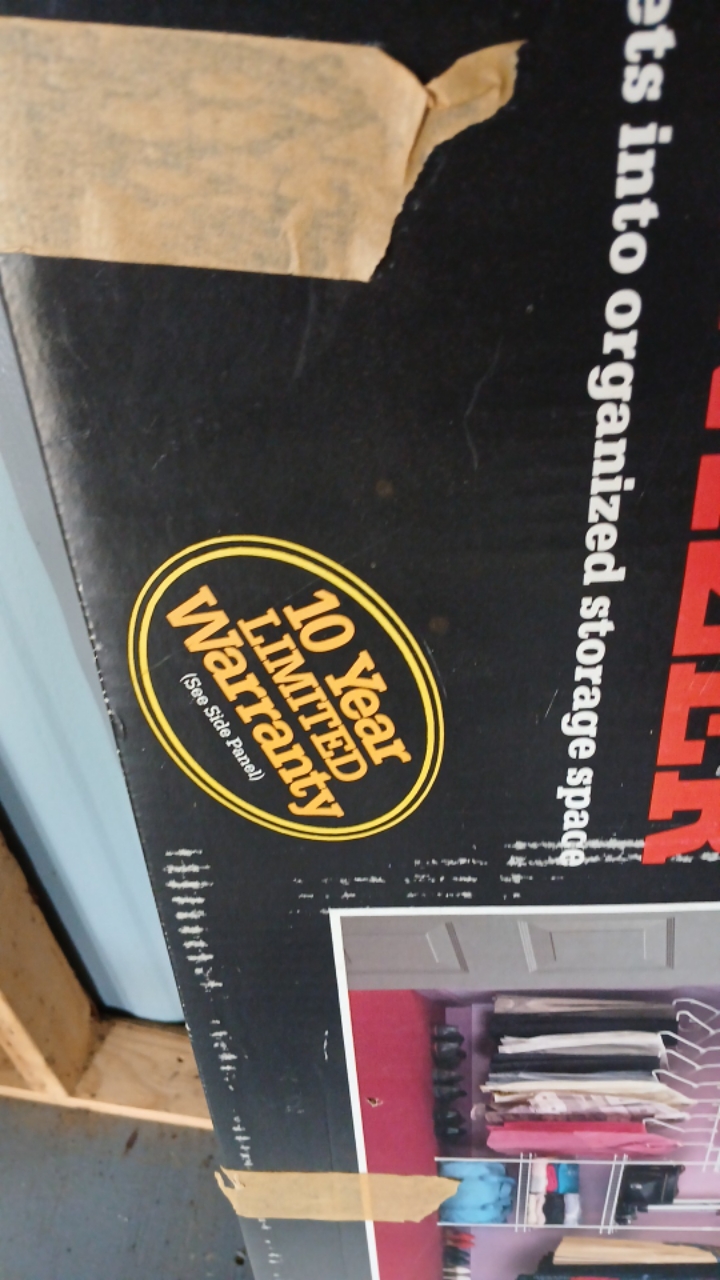 ets into organized storage space
10 Year
LIMITED
Warranty
(See Side Panel)